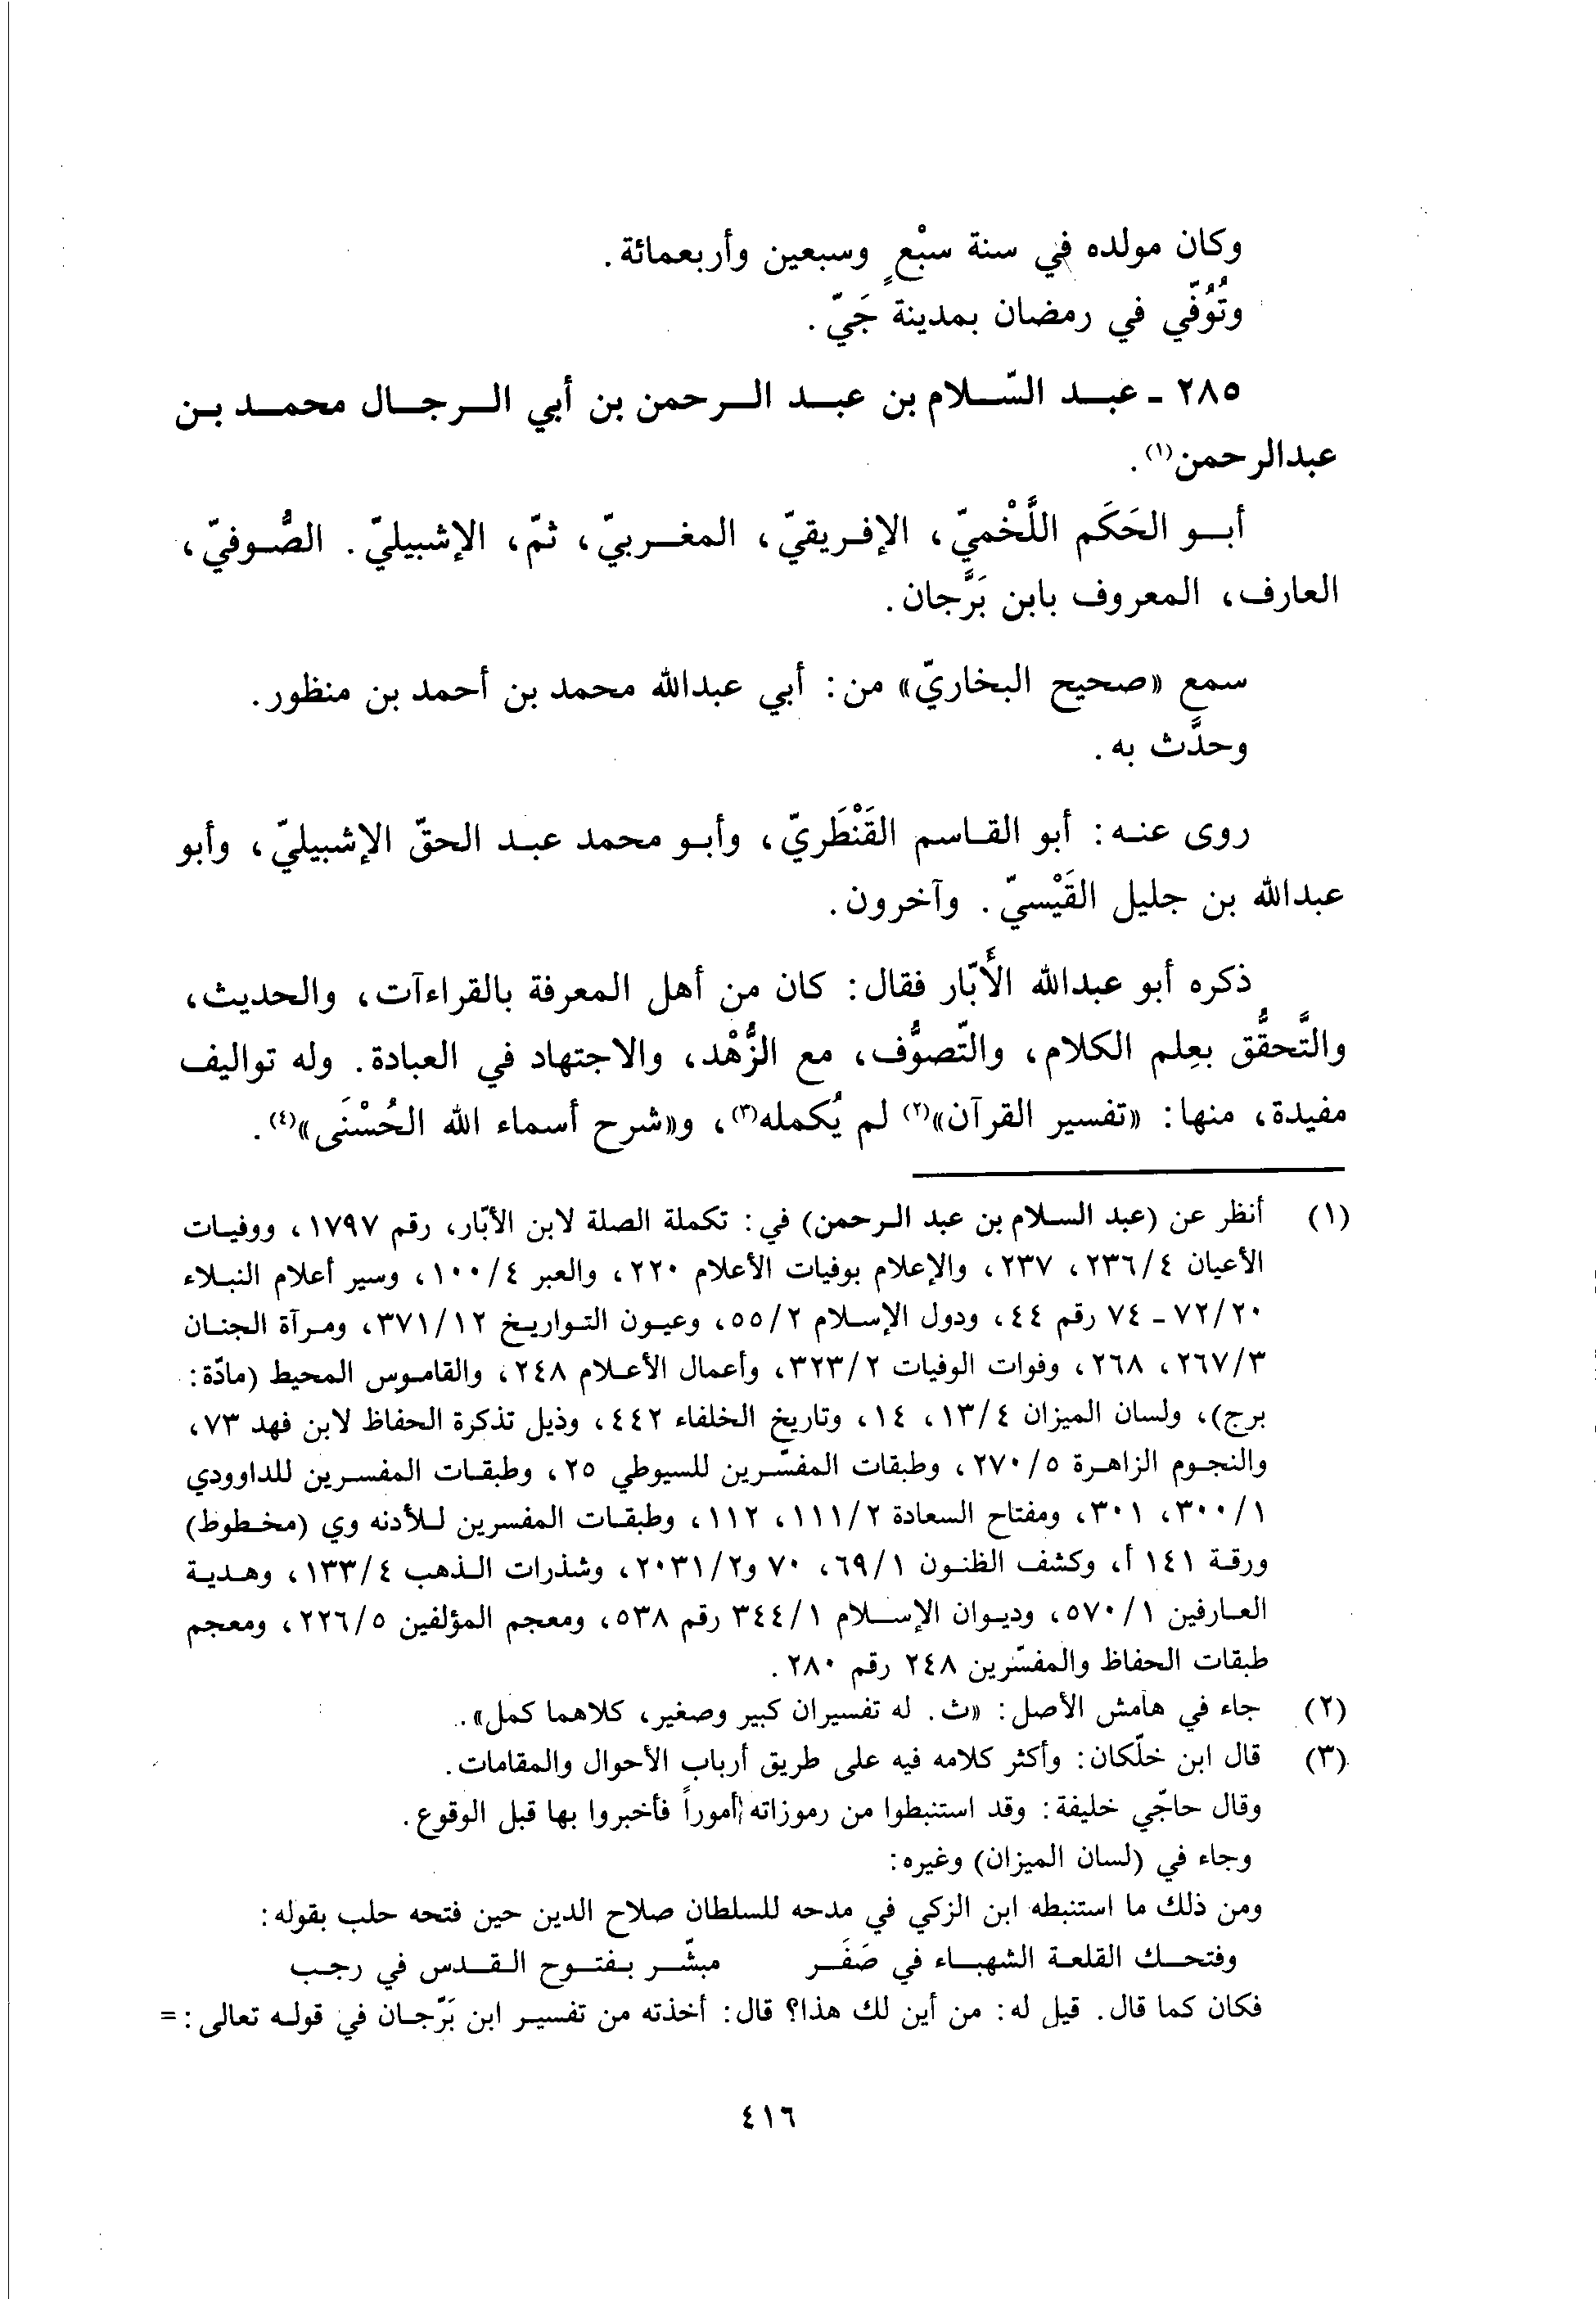 وكان مولده في سنة سبْعٍ وسبعين وأربعمائة.
وتُوُفّي في رمضان بمدينة جَيّ.
٢٨٥ ـ عبد السّلام بن عبد الرحمن بن أبي الرجال محمد بن
عبدالرحمن(١).
أبو الحَكَم اللَّخْميّ، الإفريقيّ، المغربيّ، ثمّ، الإشبيليّ. الصُّوفيّ،
العارف، المعروف بابن بَرَّجان.
سمع «صحيح البخاريّ» من: أبي عبدالله محمد بن أحمد بن منظور.
وحدَّث به.
روى عنه: أبو القاسم القَنْطَريّ، وأبو محمد عبد الحقّ الإشبيليّ، وأبو
عبدالله بن جليل القَيْسيّ. وآخرون.
ذكره أبو عبدالله الأَبّار فقال: كان من أهل المعرفة بالقراءآت، والحديث،
والتَّحقُّق بعِلم الكلام، والتّصوُّف، مع الزُّهْد، والاجتهاد في العبادة. وله تواليف
مفيدة، منها: «تفسير القرآن»(٢) لم يُكمله(٣)، و«شرح أسماء الله الحُسْنَى»(٤).
(١) أنظر عن (عبد السلام بن عبد الرحمن) في: تكملة الصلة لابن الأبّار، رقم ١٧٩٧، ووفيات
الأعيان ٢٣٦/٤، ٢٣٧، والإعلام بوفيات الأعلام ٢٢٠، والعبر ١٠٠/٤، وسير أعلام النبلاء
٧٢/٢٠ ـ ٧٤ رقم ٤٤، ودول الإسلام ٥٥/٢، وعيون التواريخ ٣٧١/١٢، ومرآة الجنان
٢٦٧/٣، ٢٦٨، وفوات الوفيات ٣٢٣/٢، وأعمال الأعلام ٢٤٨، والقاموس المحيط (مادّة:
برج)، ولسان الميزان ١٣/٤، ١٤، وتاريخ الخلفاء ٤٤٢، وذيل تذكرة الحفاظ لابن فهد ٧٣،
والنجوم الزاهرة ٢٧٠/٥، وطبقات المفسّرين للسيوطي ٢٥، وطبقات المفسرين للداوودي
٣٠٠/١، ٣٠١، ومفتاح السعادة ١١١/٢، ١١٢، وطبقات المفسرين للأدنه وي (مخطوط)
ورقة ١٤١ أ، وكشف الظنون ٦٩/١، ٧٠ و٢٠٣١/٢، وشذرات الذهب ١٣٣/٤، وهدية
العارفين ٥٧٠/١، وديوان الإسلام ٣٤٤/١ رقم ٥٣٨، ومعجم المؤلفين ٢٢٦/٥، ومعجم
طبقات الحفاظ والمفسّرين ٢٤٨ رقم ٢٨٠.
(٢) جاء في هامش الأصل: «ث. له تفسيران كبير وصغير، كلاهما كمل».
(٣) قال ابن خلّكان: وأكثر كلامه فيه على طريق أرباب الأحوال والمقامات.
وقال حاجّي خليفة: وقد استنبطوا من رموزاته أموراً فأخبروا بها قبل الوقوع.
وجاء في (لسان الميزان) وغيره:
ومن ذلك ما استنبطه ابن الزكي في مدحه للسلطان صلاح الدين حين فتحه حلب بقوله:
وفتحك القلعة الشهباء في صَفَر مبشّر بفتوح القدس في رجب
فكان كما قال. قيل له: من أين لك هذا؟ قال: أخذته من تفسير ابن بَرّجان في قوله تعالى: =
٤١٦